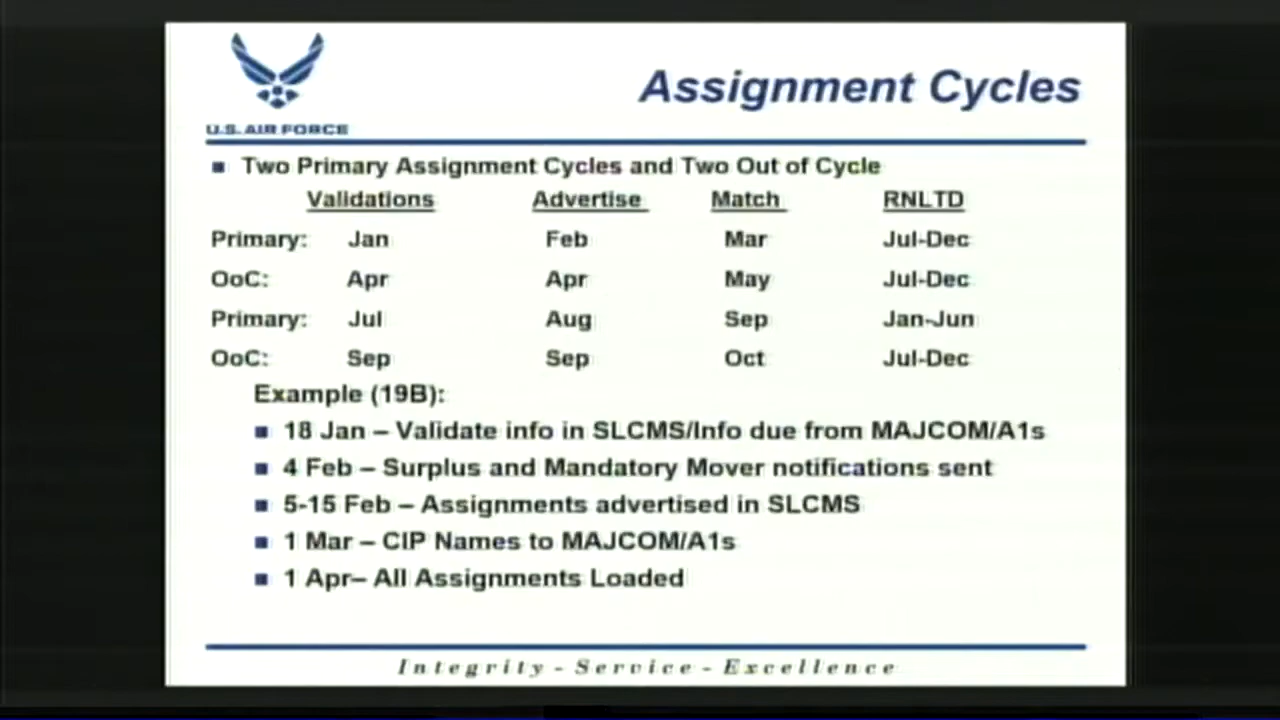 Assignment Cycles
U.S. AIR FORCE
Two Primary Assignment Cycles and Two Out of Cycle
Validations Advertise Match RNLTD
Primary: Jan Feb Mar Jul-Dec
OoC: Apr Apr May Jul-Dec
Primary: Jul Aug Sep Jan-Jun
OoC: Sep Sep Oct Jul-Dec
Example (19B):
18 Jan – Validate info in SLCMS/Info due from MAJCOM/A1s
4 Feb – Surplus and Mandatory Mover notifications sent
5-15 Feb – Assignments advertised in SLCMS
1 Mar – CIP Names to MAJCOM/A1s
1 Apr– All Assignments Loaded
Integrity - Service - Excellence